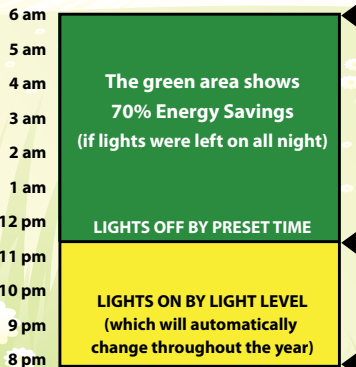 6 am
5 am
4 am
3 am
2 am
1 am
12 pm
11 pm
10 pm
9 pm
8 pm
The green area shows
70% Energy Savings
(if lights were left on all night)
LIGHTS OFF BY PRESET TIME
LIGHTS ON BY LIGHT LEVEL
(which will automatically
change throughout the year)